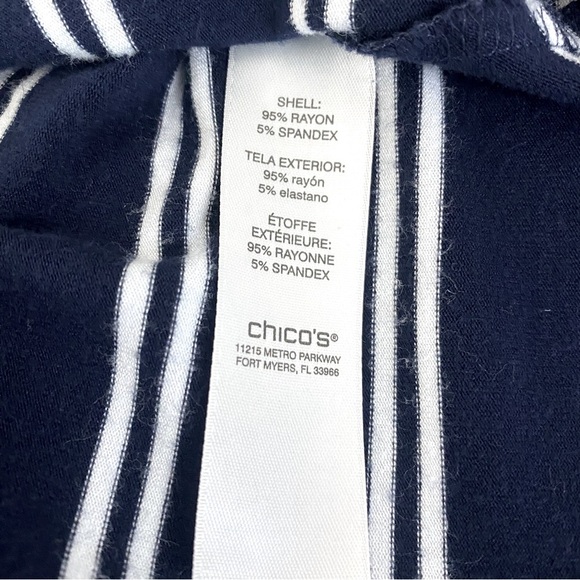 SHELL:
95% RAYON
5% SPANDEX
TELA EXTERIOR:
95% rayón
5% elastano
ÉTOFFE
EXTÉRIEURE:
95% RAYONNE
5% SPANDEX
chico's®
11215 METRO PARKWAY
FORT MYERS, FL 33966